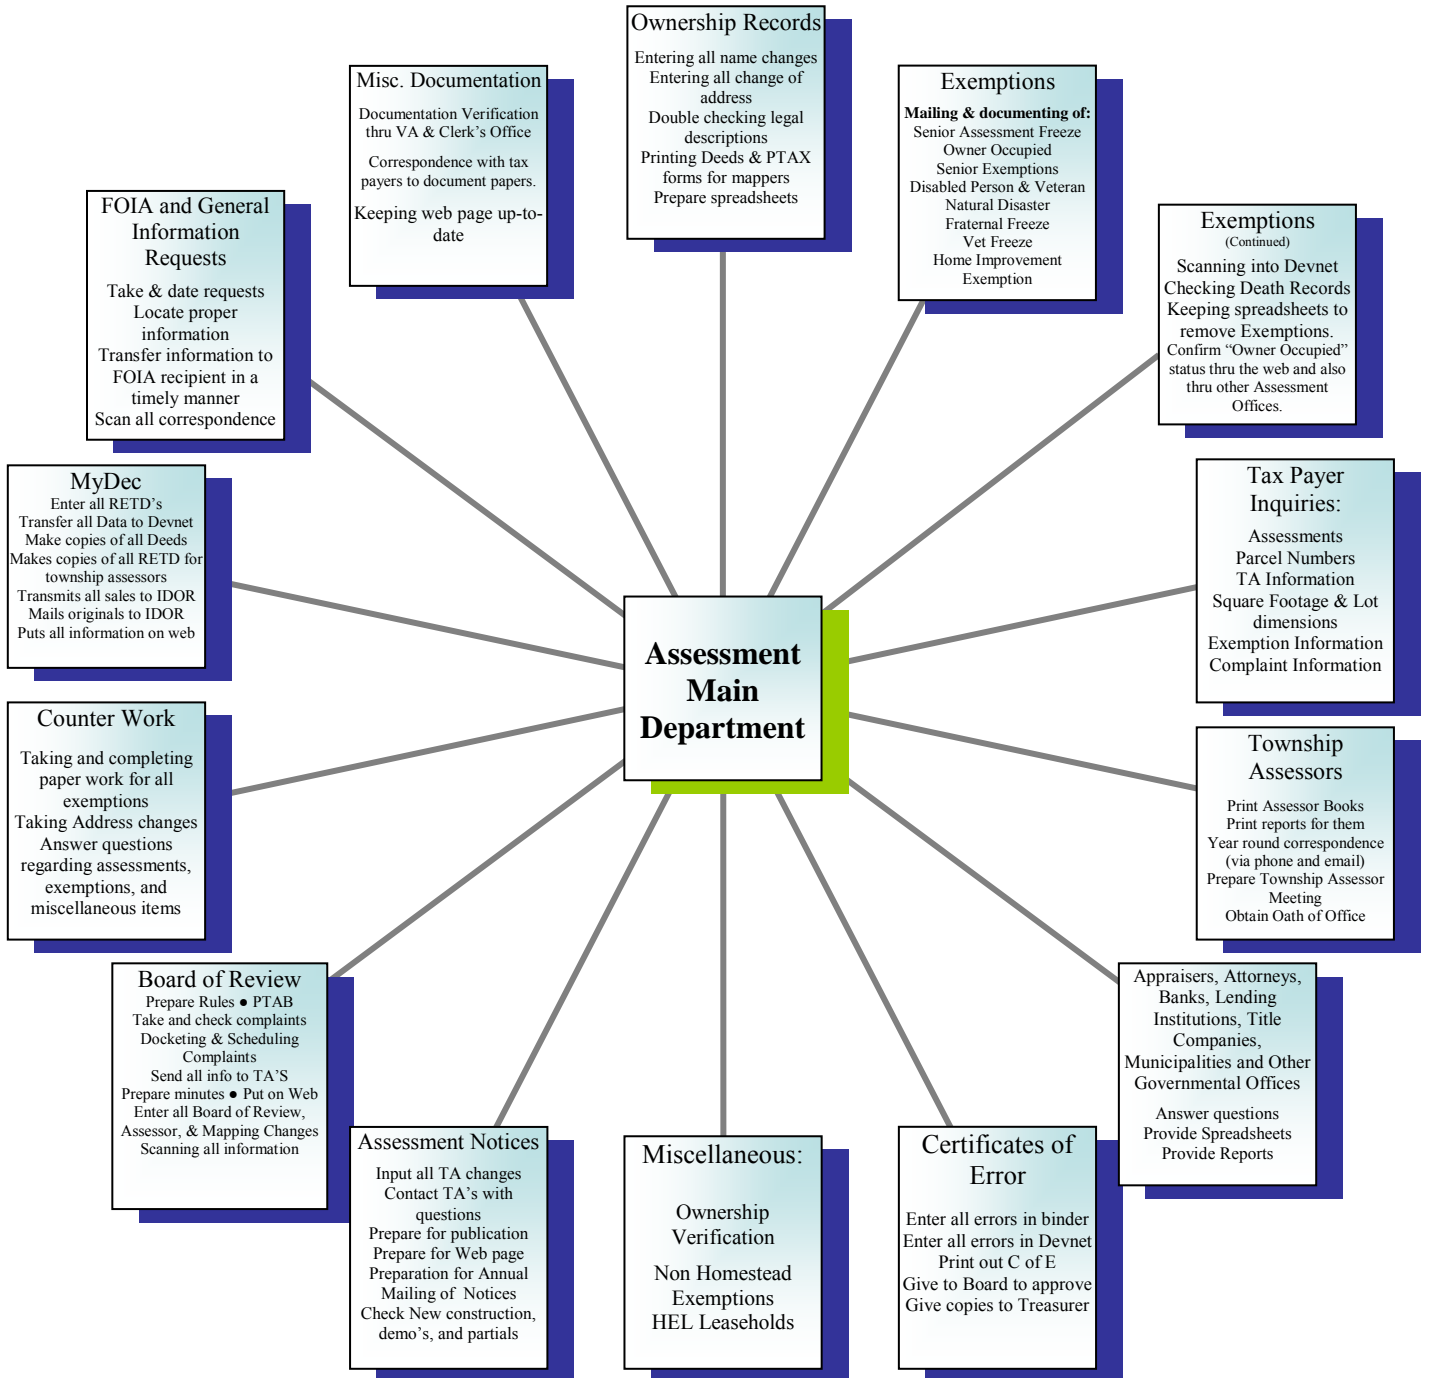 Ownership Records
Entering all name changes
Entering all change of
address
Double checking legal
descriptions
Printing Deeds & PTAX
forms for mappers
Prepare spreadsheets
Misc. Documentation
Documentation Verification
thru VA & Clerk’s Office
Correspondence with tax
payers to document papers.
Keeping web page up-to-
date
Exemptions
Mailing & documenting of:
Senior Assessment Freeze
Owner Occupied
Senior Exemptions
Disabled Person & Veteran
Natural Disaster
Fraternal Freeze
Vet Freeze
Home Improvement
Exemption
FOIA and General
Information
Requests
Take & date requests
Locate proper
information
Transfer information to
FOIA recipient in a
timely manner
Scan all correspondence
Exemptions
(Continued)
Scanning into Devnet
Checking Death Records
Keeping spreadsheets to
remove Exemptions.
Confirm “Owner Occupied”
status thru the web and also
thru other Assessment
Offices.
MyDec
Enter all RETD’s
Transfer all Data to Devnet
Make copies of all Deeds
Makes copies of all RETD for
township assessors
Transmits all sales to IDOR
Mails originals to IDOR
Puts all information on web
Tax Payer
Inquiries:
Assessments
Parcel Numbers
TA Information
Square Footage & Lot
dimensions
Exemption Information
Complaint Information
Assessment
Main
Department
Counter Work
Taking and completing
paper work for all
exemptions
Taking Address changes
Answer questions
regarding assessments,
exemptions, and
miscellaneous items
Township
Assessors
Print Assessor Books
Print reports for them
Year round correspondence
(via phone and email)
Prepare Township Assessor
Meeting
Obtain Oath of Office
Board of Review
Prepare Rules ● PTAB
Take and check complaints
Docketing & Scheduling
Complaints
Send all info to TA’S
Prepare minutes ● Put on Web
Enter all Board of Review,
Assessor, & Mapping Changes
Scanning all information
Appraisers, Attorneys,
Banks, Lending
Institutions, Title
Companies,
Municipalities and Other
Governmental Offices
Answer questions
Provide Spreadsheets
Provide Reports
Assessment Notices
Input all TA changes
Contact TA’s with
questions
Prepare for publication
Prepare for Web page
Preparation for Annual
Mailing of Notices
Check New construction,
demo’s, and partials
Miscellaneous:
Ownership
Verification
Non Homestead
Exemptions
HEL Leaseholds
Certificates of
Error
Enter all errors in binder
Enter all errors in Devnet
Print out C of E
Give to Board to approve
Give copies to Treasurer